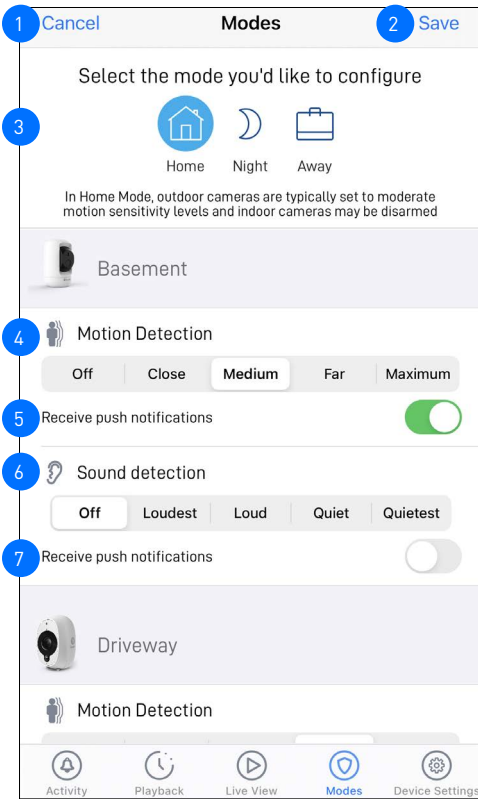 1 Cancel Modes 2 Save
Select the mode you'd like to configure
3
Home Night Away
In Home Mode, outdoor cameras are typically set to moderate
motion sensitivity levels and indoor cameras may be disarmed
Basement
4 Motion Detection
Off Close Medium Far Maximum
5 Receive push notifications
6 Sound detection
Off Loudest Loud Quiet Quietest
7 Receive push notifications
Driveway
Motion Detection
Activity Playback Live View Modes Device Settings